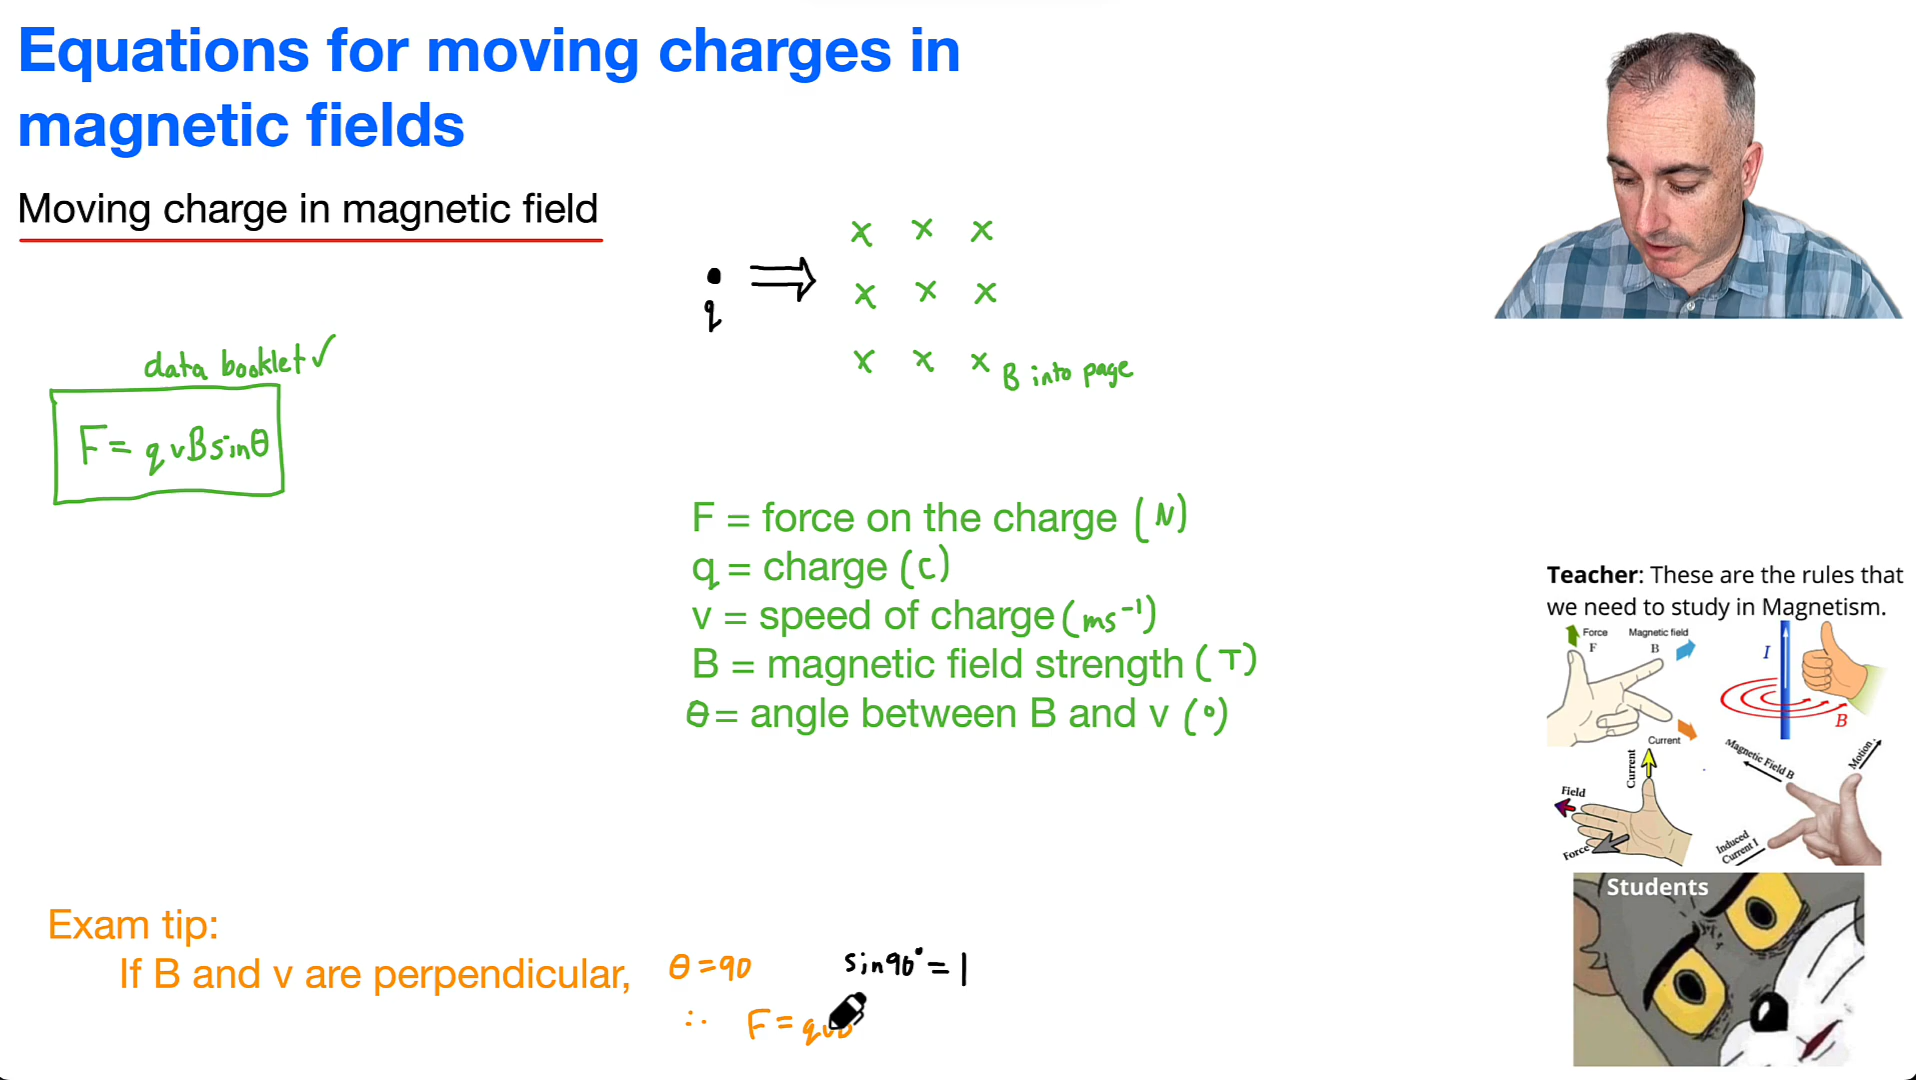 Equations for moving charges in
magnetic fields
Moving charge in magnetic field
x x x
q ⇒ x x x
x x x B into page
data booklet ✓
F = qvBsinθ
F = force on the charge (N)
q = charge (C)
v = speed of charge (ms⁻¹)
B = magnetic field strength (T)
θ = angle between B and v (°)
Exam tip:
If B and v are perpendicular, θ = 90 sin90° = 1
∴ F = qvB
Teacher: These are the rules that
we need to study in Magnetism.
Force Magnetic field
F B
I
B
Current
Current
Magnetic Field B
Motion
Field
Force
Induced
Current I
Students